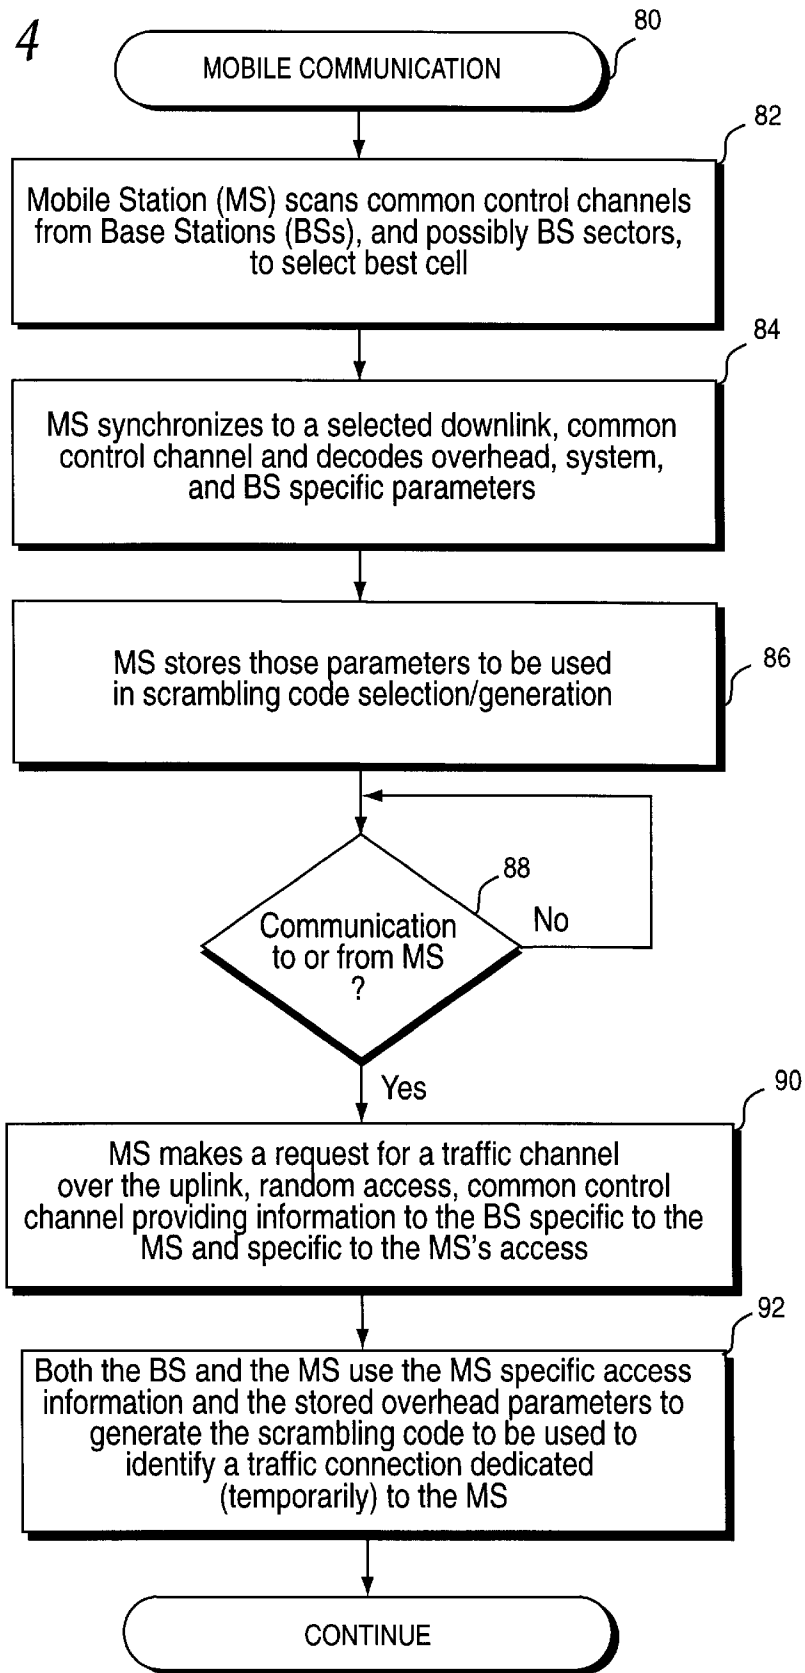 4
80
MOBILE COMMUNICATION
82
Mobile Station (MS) scans common control channels
from Base Stations (BSs), and possibly BS sectors,
to select best cell
84
MS synchronizes to a selected downlink, common
control channel and decodes overhead, system,
and BS specific parameters
86
MS stores those parameters to be used
in scrambling code selection/generation
88
Communication
to or from MS
?
No
Yes
90
MS makes a request for a traffic channel
over the uplink, random access, common control
channel providing information to the BS specific to the
MS and specific to the MS's access
92
Both the BS and the MS use the MS specific access
information and the stored overhead parameters to
generate the scrambling code to be used to
identify a traffic connection dedicated
(temporarily) to the MS
CONTINUE